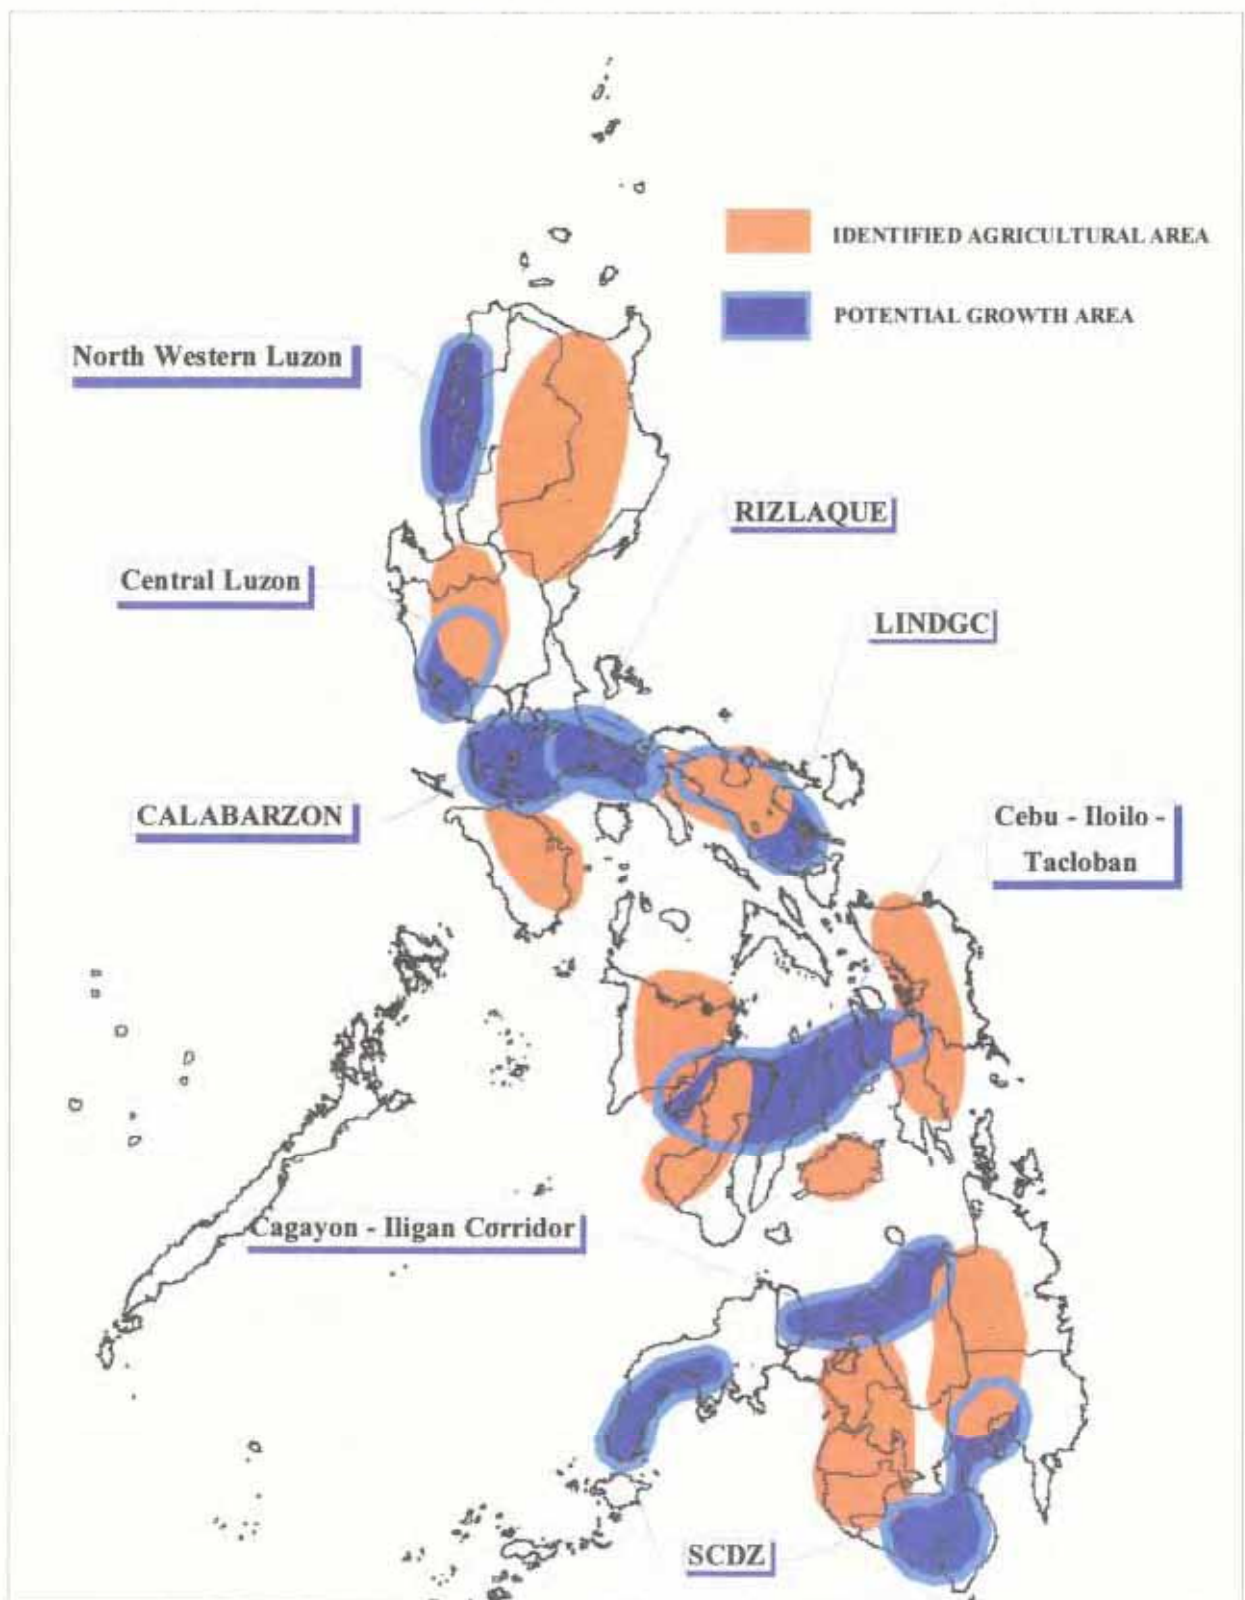 IDENTIFIED AGRICULTURAL AREA
POTENTIAL GROWTH AREA
North Western Luzon
RIZLAQUE
Central Luzon
LINDGC
CALABARZON
Cebu - Iloilo -
Tacloban
Cagayon - Iligan Corridor
SCDZ